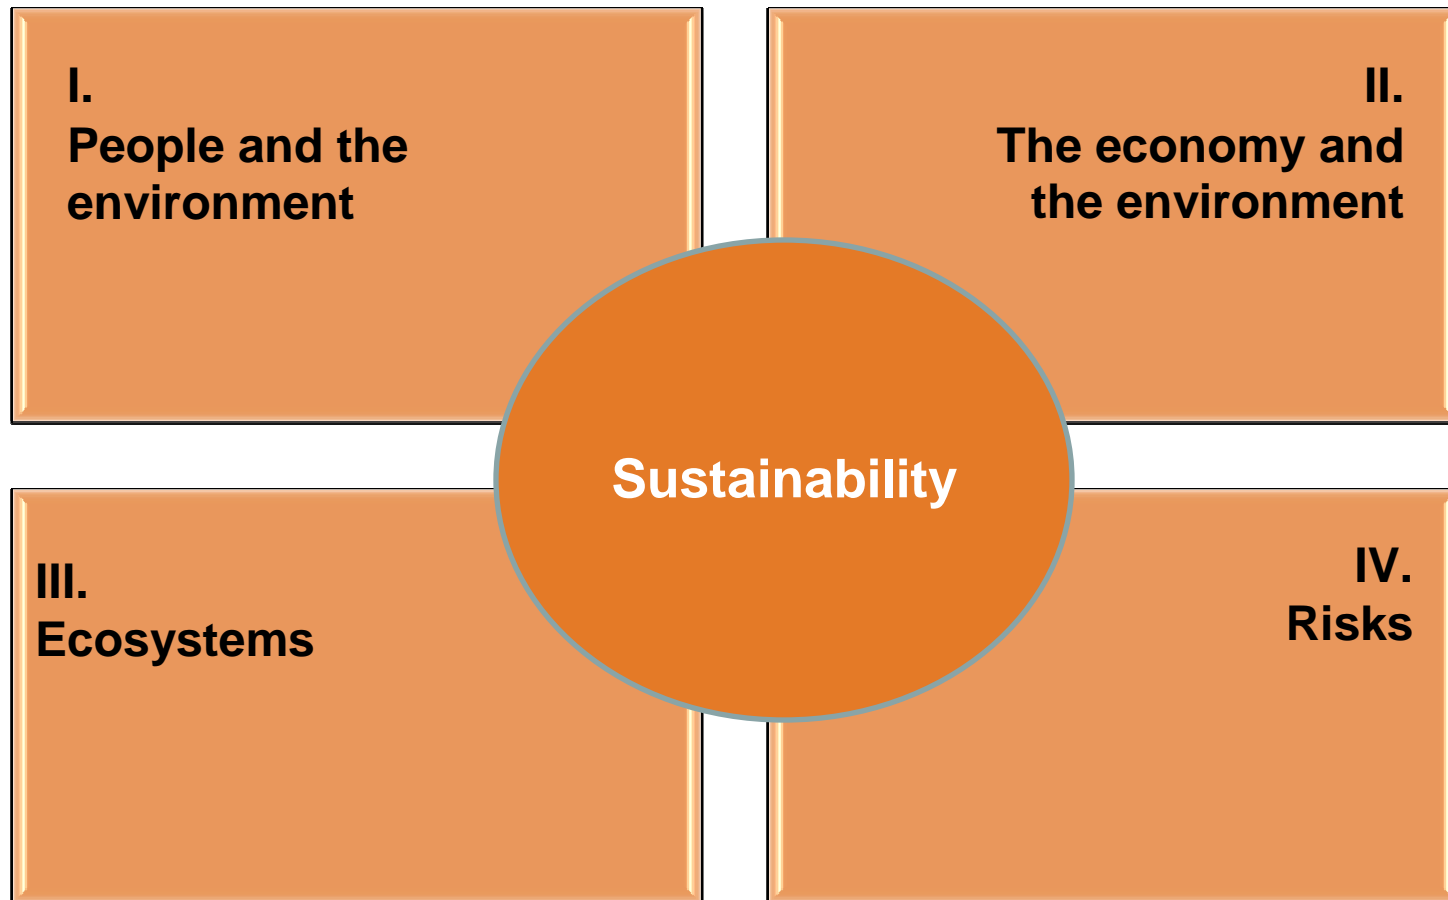 I.
People and the
environment
II.
The economy and
the environment
Sustainability
III.
Ecosystems
IV.
Risks